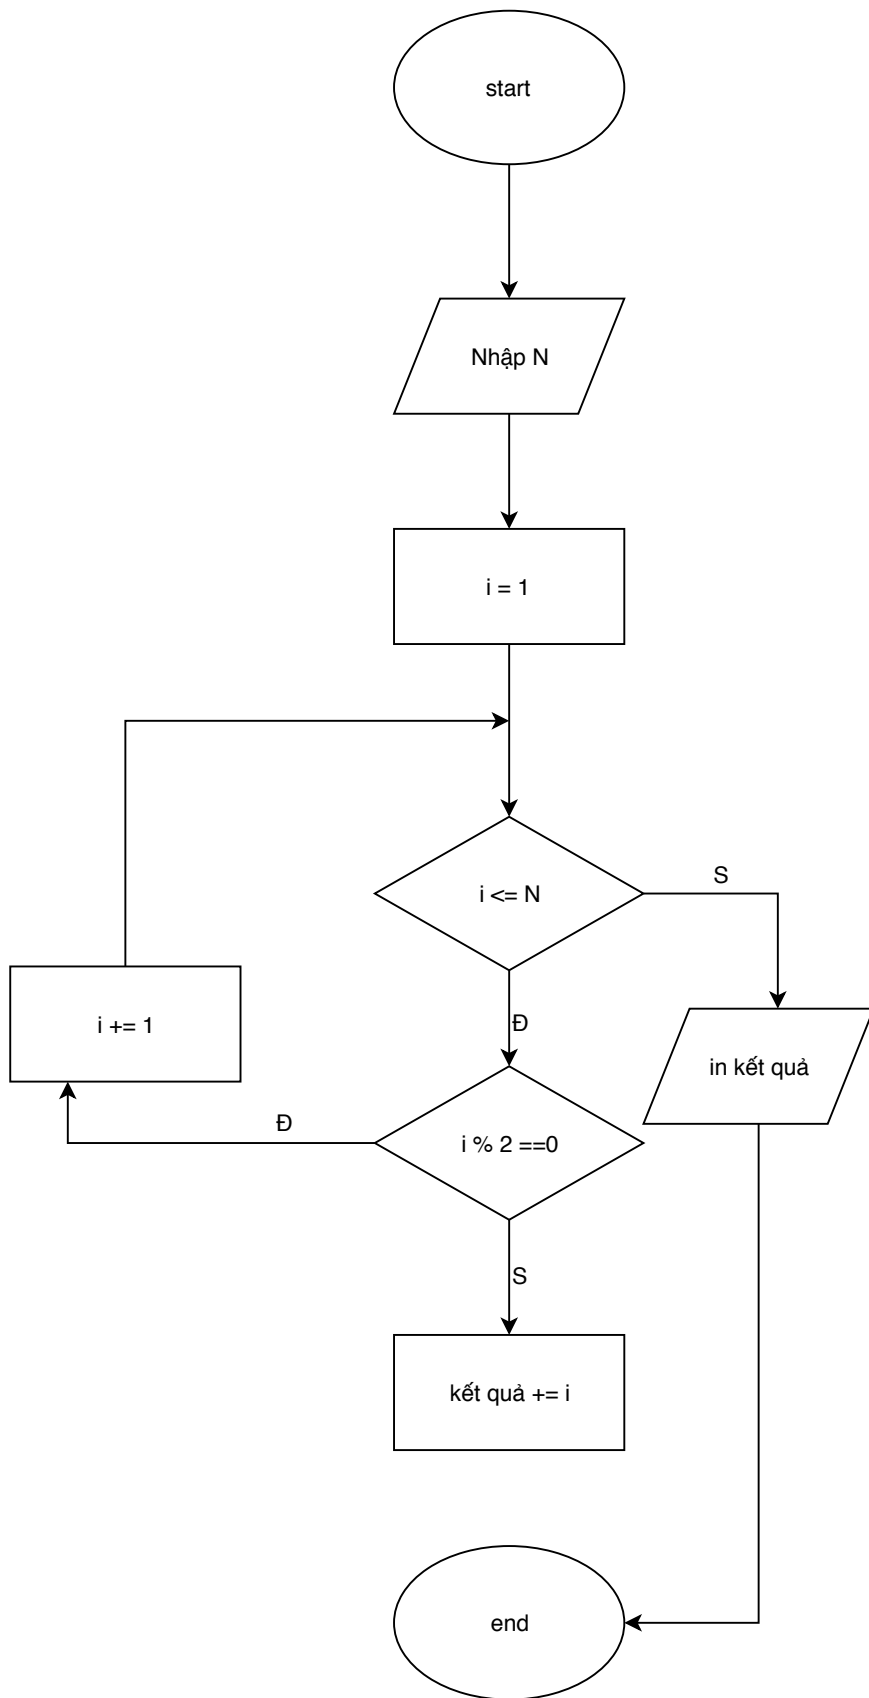 start
Nhập N
i = 1
i <= N
S
i += 1
Đ
in kết quả
Đ
i % 2 ==0
S
kết quả += i
end